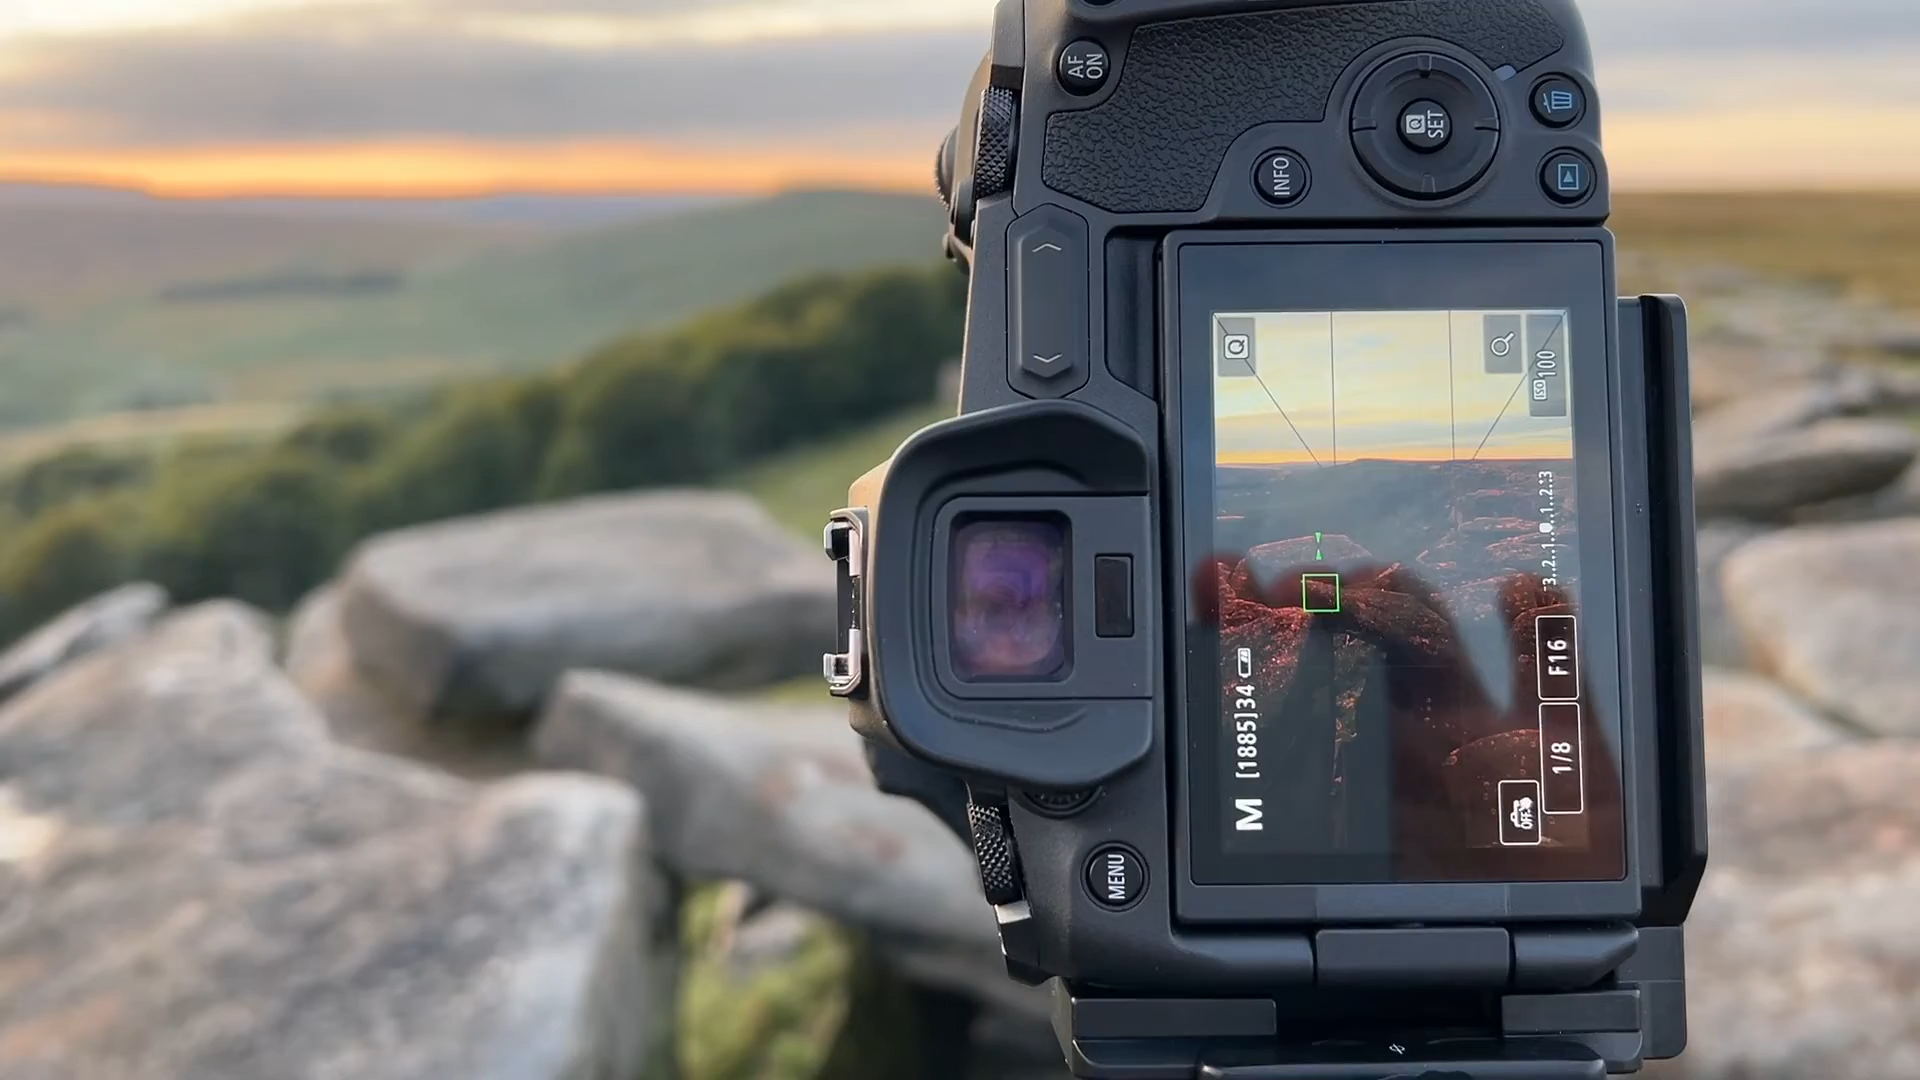 AF
ON
SET
INFO
Q
ISO 100
-3..2..1..0..1..2..:3
M [1885]34
F16
1/8
OFF
MENU